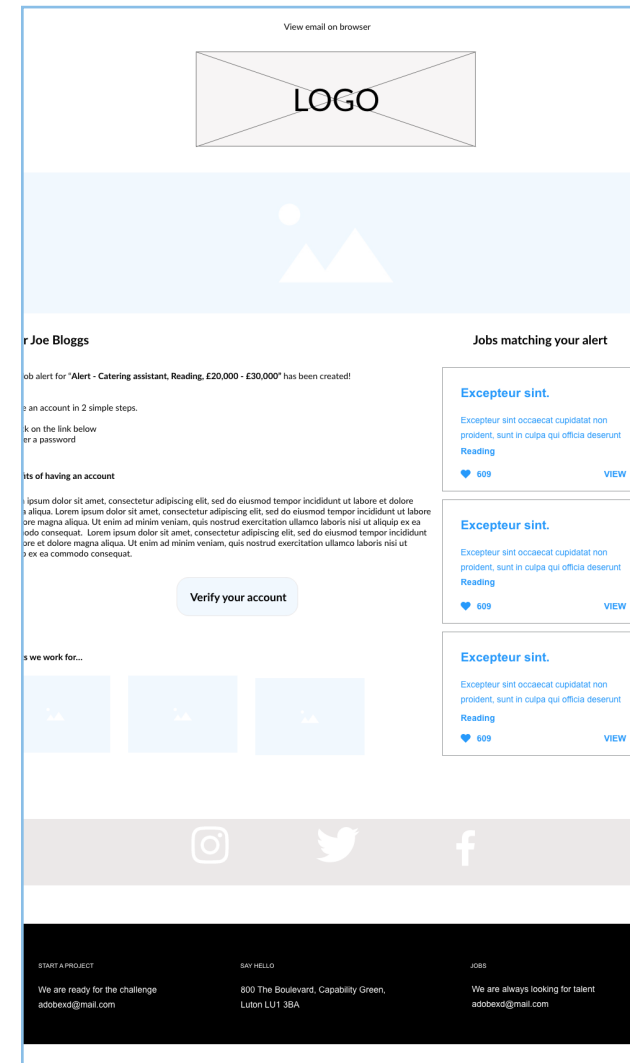 View email on browser
LOGO
r Joe Bloggs
ob alert for "Alert - Catering assistant, Reading, £20,000 - £30,000" has been created!
e an account in 2 simple steps.
k on the link below
er a password
its of having an account
ipsum dolor sit amet, consectetur adipiscing elit, sed do eiusmod tempor incididunt ut labore et dolore
aliqua. Lorem ipsum dolor sit amet, consectetur adipiscing elit, sed do eiusmod tempor incididunt ut labore
ore magna aliqua. Ut enim ad minim veniam, quis nostrud exercitation ullamco laboris nisi ut aliquip ex ea
odo consequat. Lorem ipsum dolor sit amet, consectetur adipiscing elit, sed do eiusmod tempor incididunt
ore et dolore magna aliqua. Ut enim ad minim veniam, quis nostrud exercitation ullamco laboris nisi ut
ex ea commodo consequat.
Verify your account
s we work for...
Jobs matching your alert
Excepteur sint.
Excepteur sint occaecat cupidatat non
proident, sunt in culpa qui officia deserunt
Reading
609 VIEW
Excepteur sint.
Excepteur sint occaecat cupidatat non
proident, sunt in culpa qui officia deserunt
Reading
609 VIEW
Excepteur sint.
Excepteur sint occaecat cupidatat non
proident, sunt in culpa qui officia deserunt
Reading
609 VIEW
START A PROJECT
We are ready for the challenge
adobexd@mail.com
SAY HELLO
800 The Boulevard, Capability Green,
Luton LU1 3BA
JOBS
We are always looking for talent
adobexd@mail.com